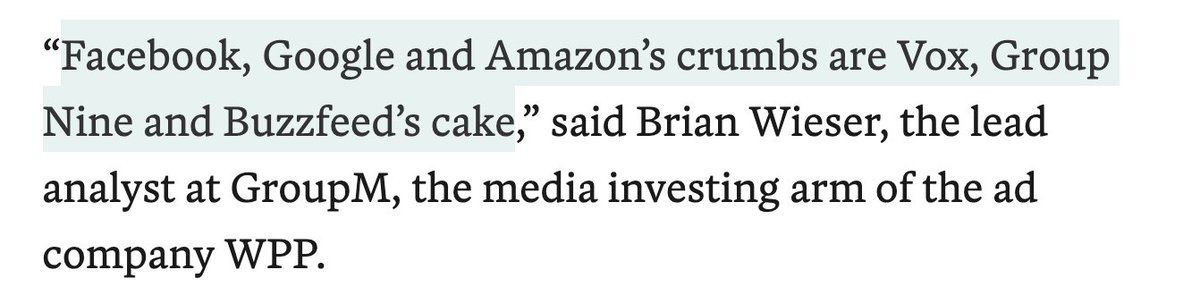 “Facebook, Google and Amazon’s crumbs are Vox, Group
Nine and Buzzfeed’s cake,” said Brian Wieser, the lead
analyst at GroupM, the media investing arm of the ad
company WPP.